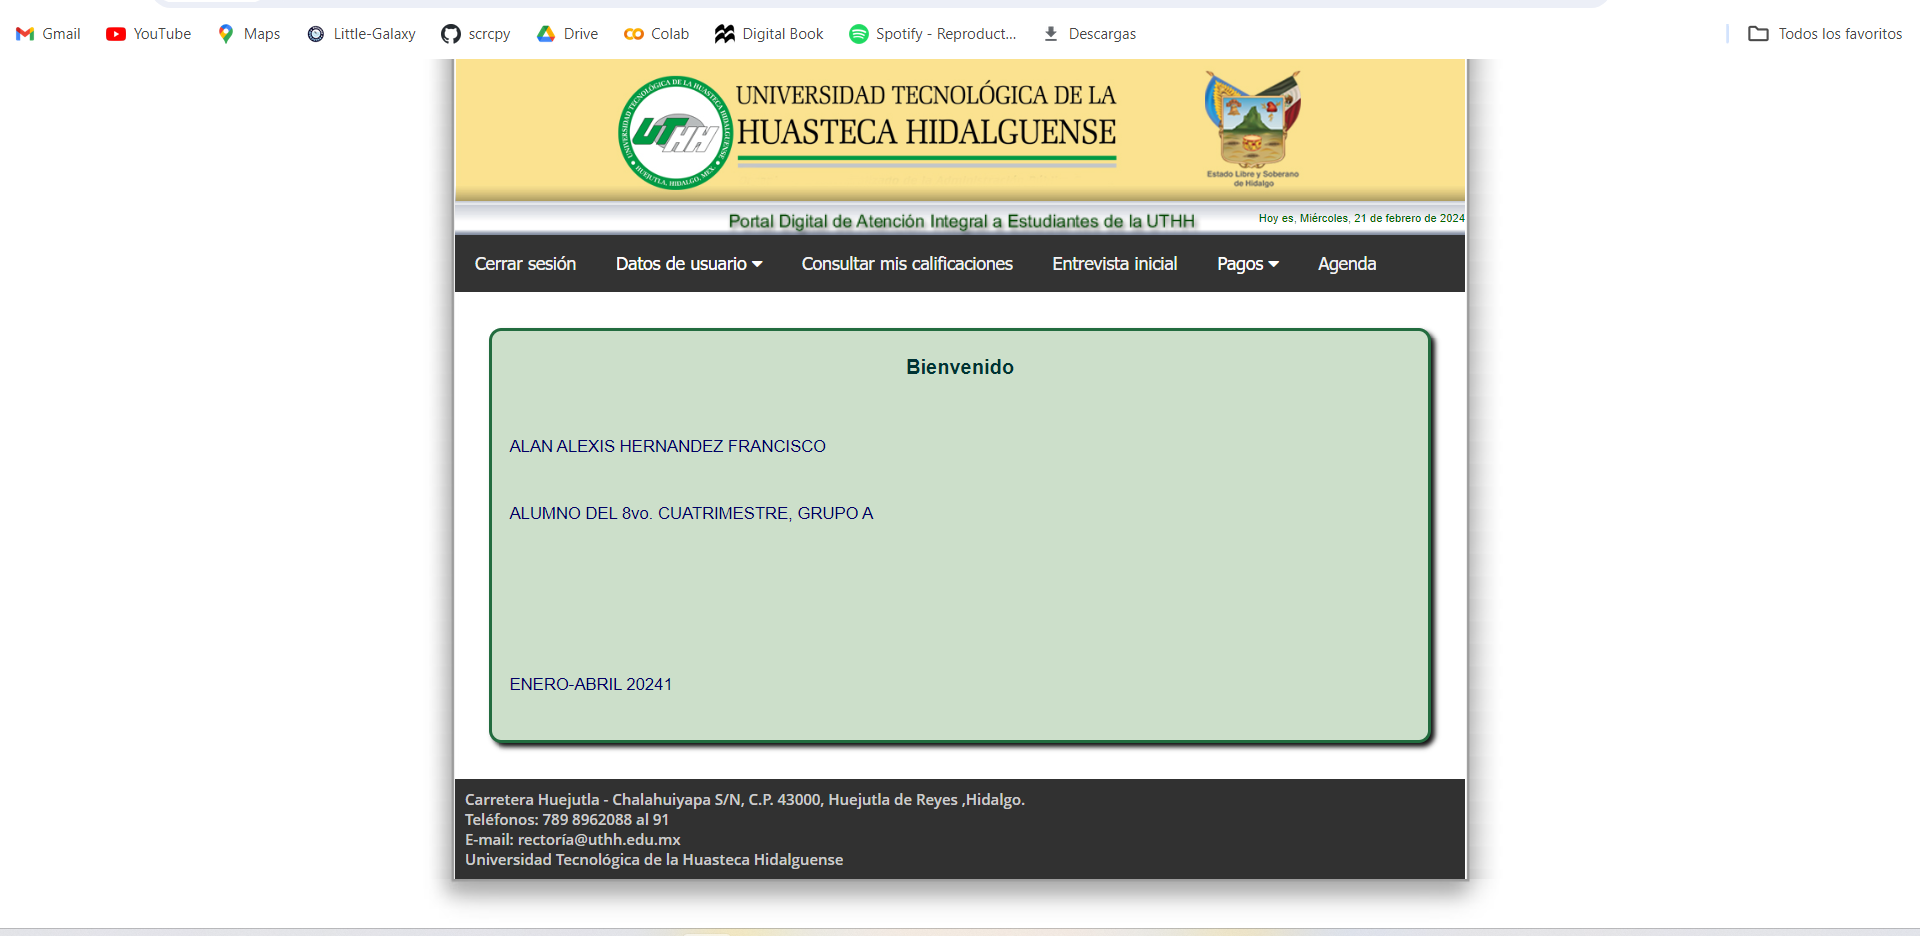 Gmail
YouTube
Maps
Little-Galaxy
scrcpy
Drive
Colab
Digital Book
Spotify - Reproduct...
Descargas
Todos los favoritos
UNIVERSIDAD TECNOLÓGICA DE LA HUASTECA HIDALGUENSE
UTHH
HUEJUTLA, HIDALGO, MEX.
UNIVERSIDAD TECNOLÓGICA DE LA
HUASTECA HIDALGUENSE
Estado Libre y Soberano
de Hidalgo
Portal Digital de Atención Integral a Estudiantes de la UTHH
Hoy es, Miércoles, 21 de febrero de 2024
Cerrar sesión
Datos de usuario
Consultar mis calificaciones
Entrevista inicial
Pagos
Agenda
Bienvenido
ALAN ALEXIS HERNANDEZ FRANCISCO
ALUMNO DEL 8vo. CUATRIMESTRE, GRUPO A
ENERO-ABRIL 20241
Carretera Huejutla - Chalahuiyapa S/N, C.P. 43000, Huejutla de Reyes ,Hidalgo.
Teléfonos: 789 8962088 al 91
E-mail: rectoría@uthh.edu.mx
Universidad Tecnológica de la Huasteca Hidalguense